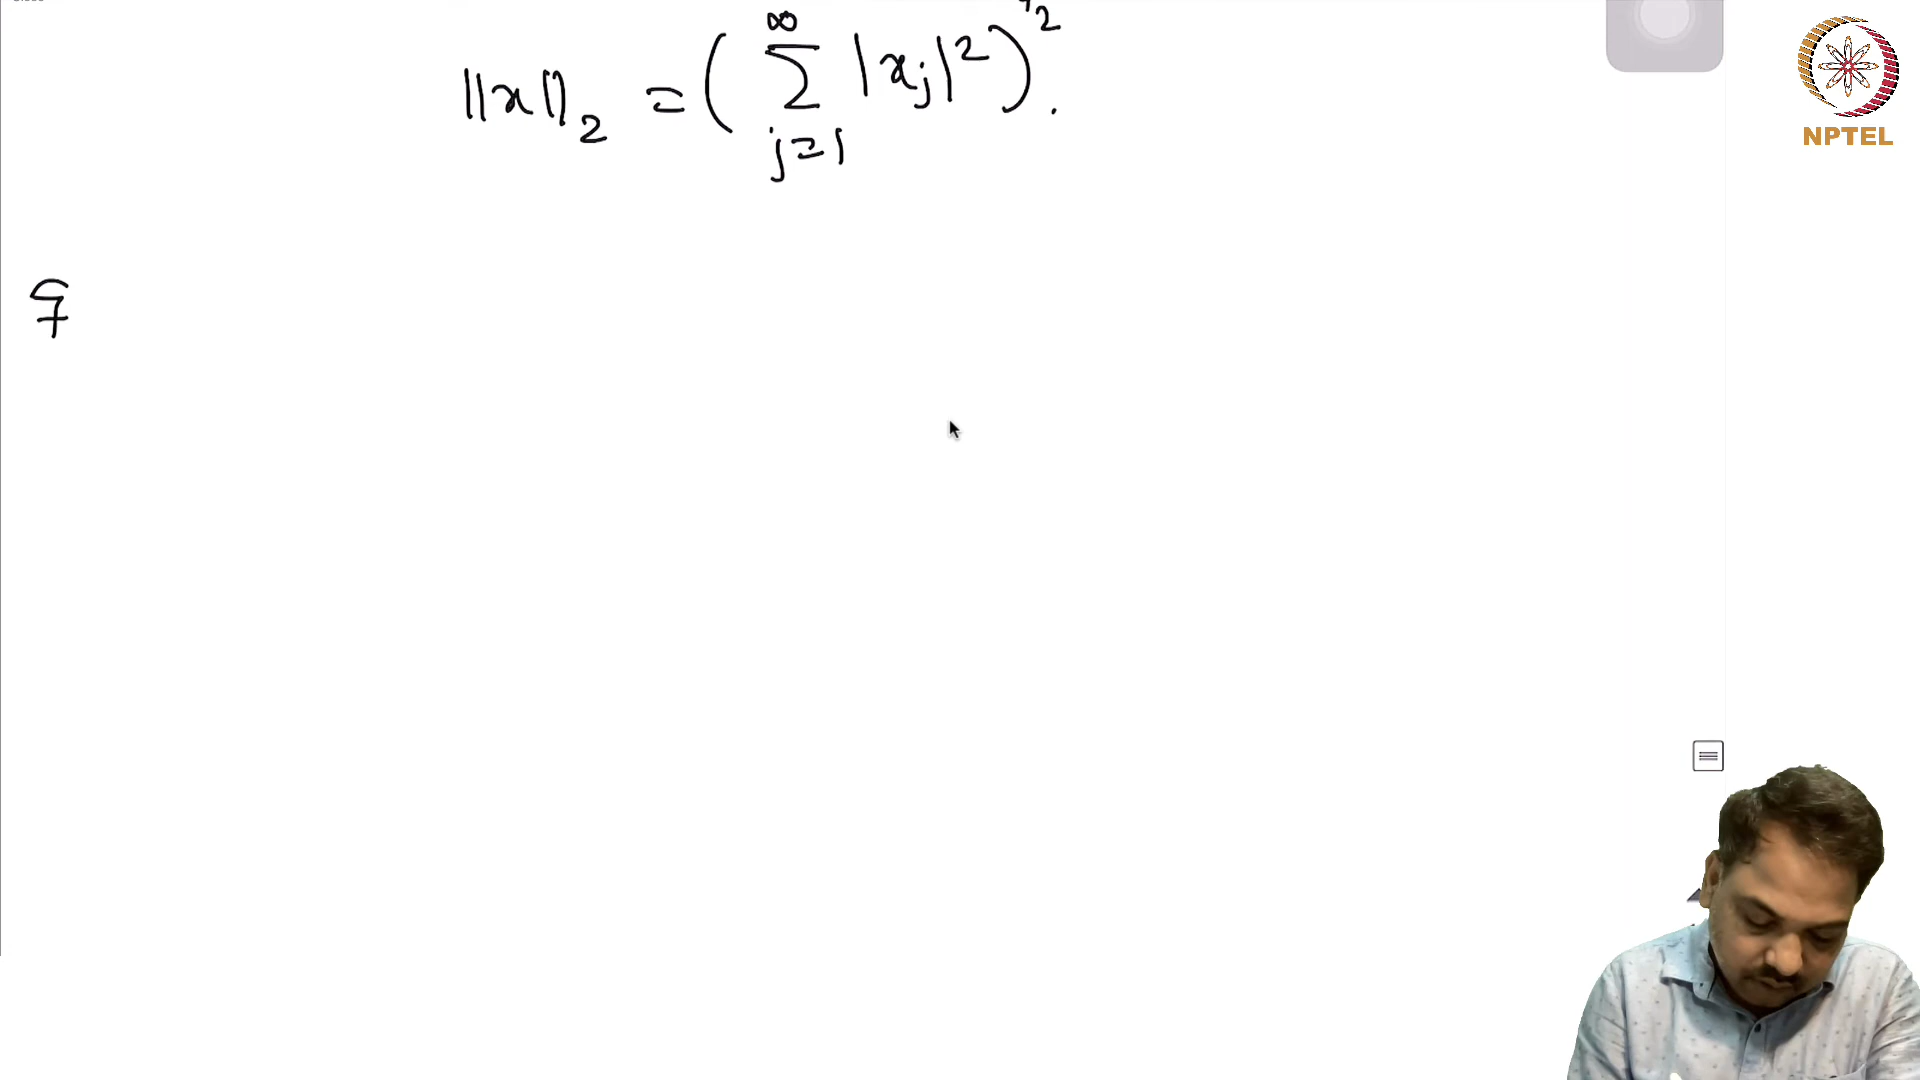 ‖x‖₂ = ( ∑_{j=1}^{∞} |x_j|² )^{1/2}.
NPTEL